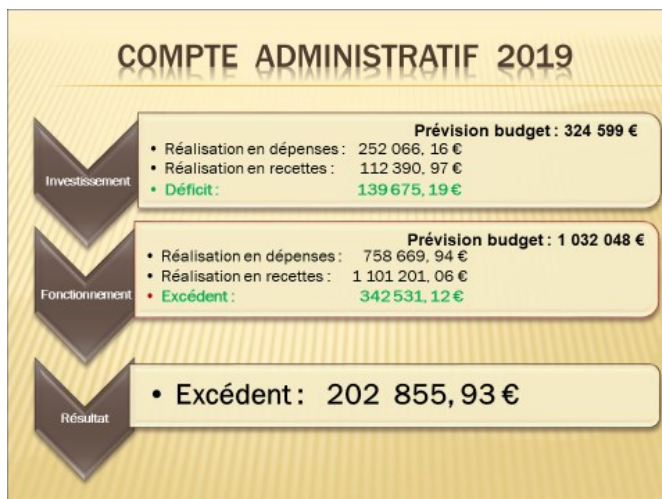 COMPTE ADMINISTRATIF 2019
Investissement
Prévision budget : 324 599 €
• Réalisation en dépenses : 252 066, 16 €
• Réalisation en recettes : 112 390, 97 €
• Déficit : 139 675, 19 €
Fonctionnement
Prévision budget : 1 032 048 €
• Réalisation en dépenses : 758 669, 94 €
• Réalisation en recettes : 1 101 201, 06 €
• Excédent : 342 531, 12 €
Résultat
• Excédent : 202 855, 93 €